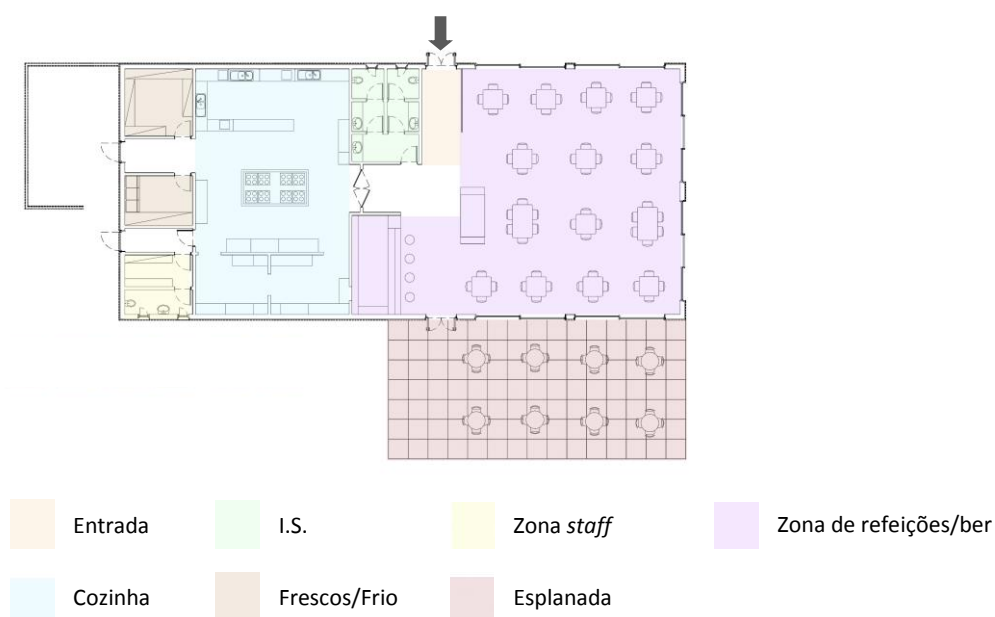 Entrada
I.S.
Zona staff
Zona de refeições/ber
Cozinha
Frescos/Frio
Esplanada